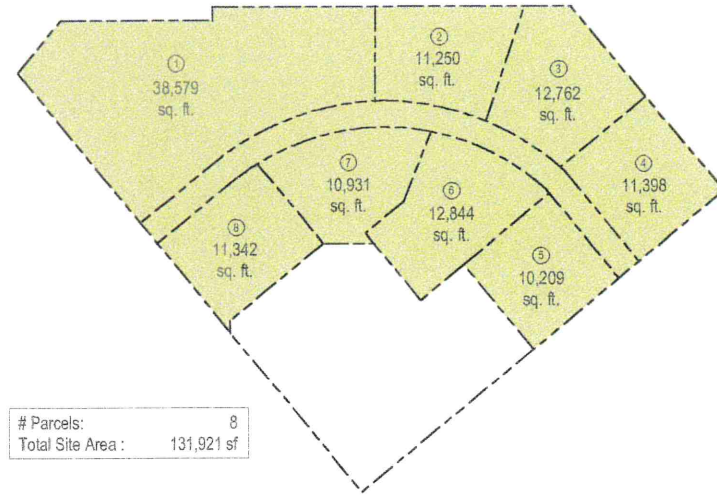 ①
38,579
sq. ft.
②
11,250
sq. ft.
③
12,762
sq. ft.
④
11,398
sq. ft.
⑦
10,931
sq. ft.
⑥
12,844
sq. ft.
⑧
11,342
sq. ft.
⑤
10,209
sq. ft.
# Parcels: 8
Total Site Area : 131,921 sf